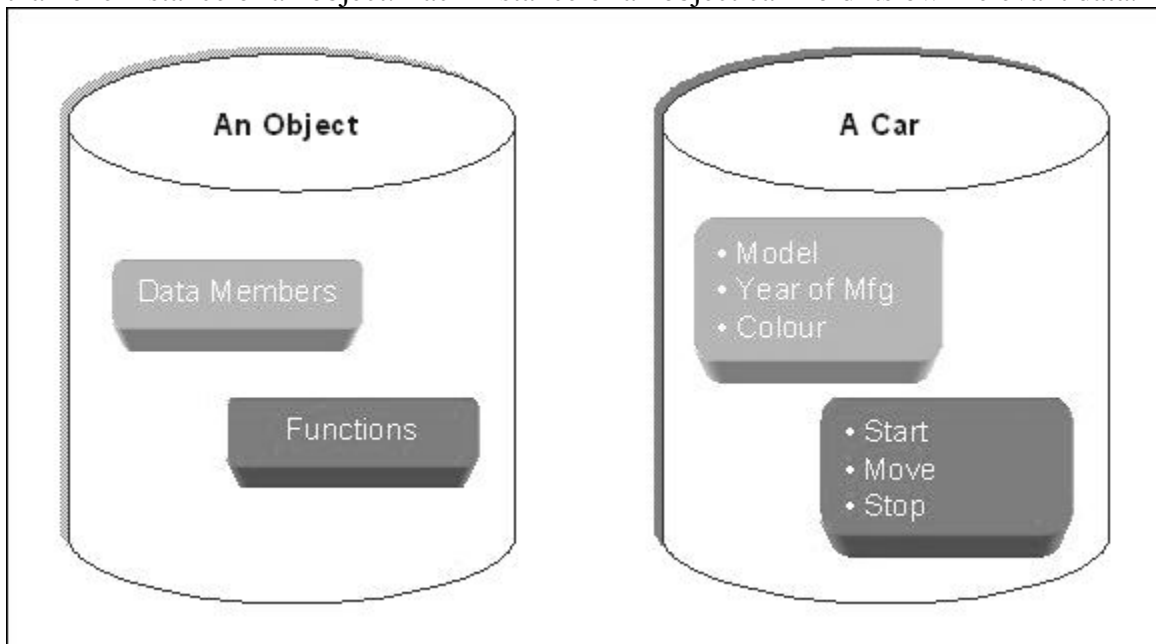 An Object
Data Members
Functions
A Car
• Model
• Year of Mfg
• Colour
• Start
• Move
• Stop